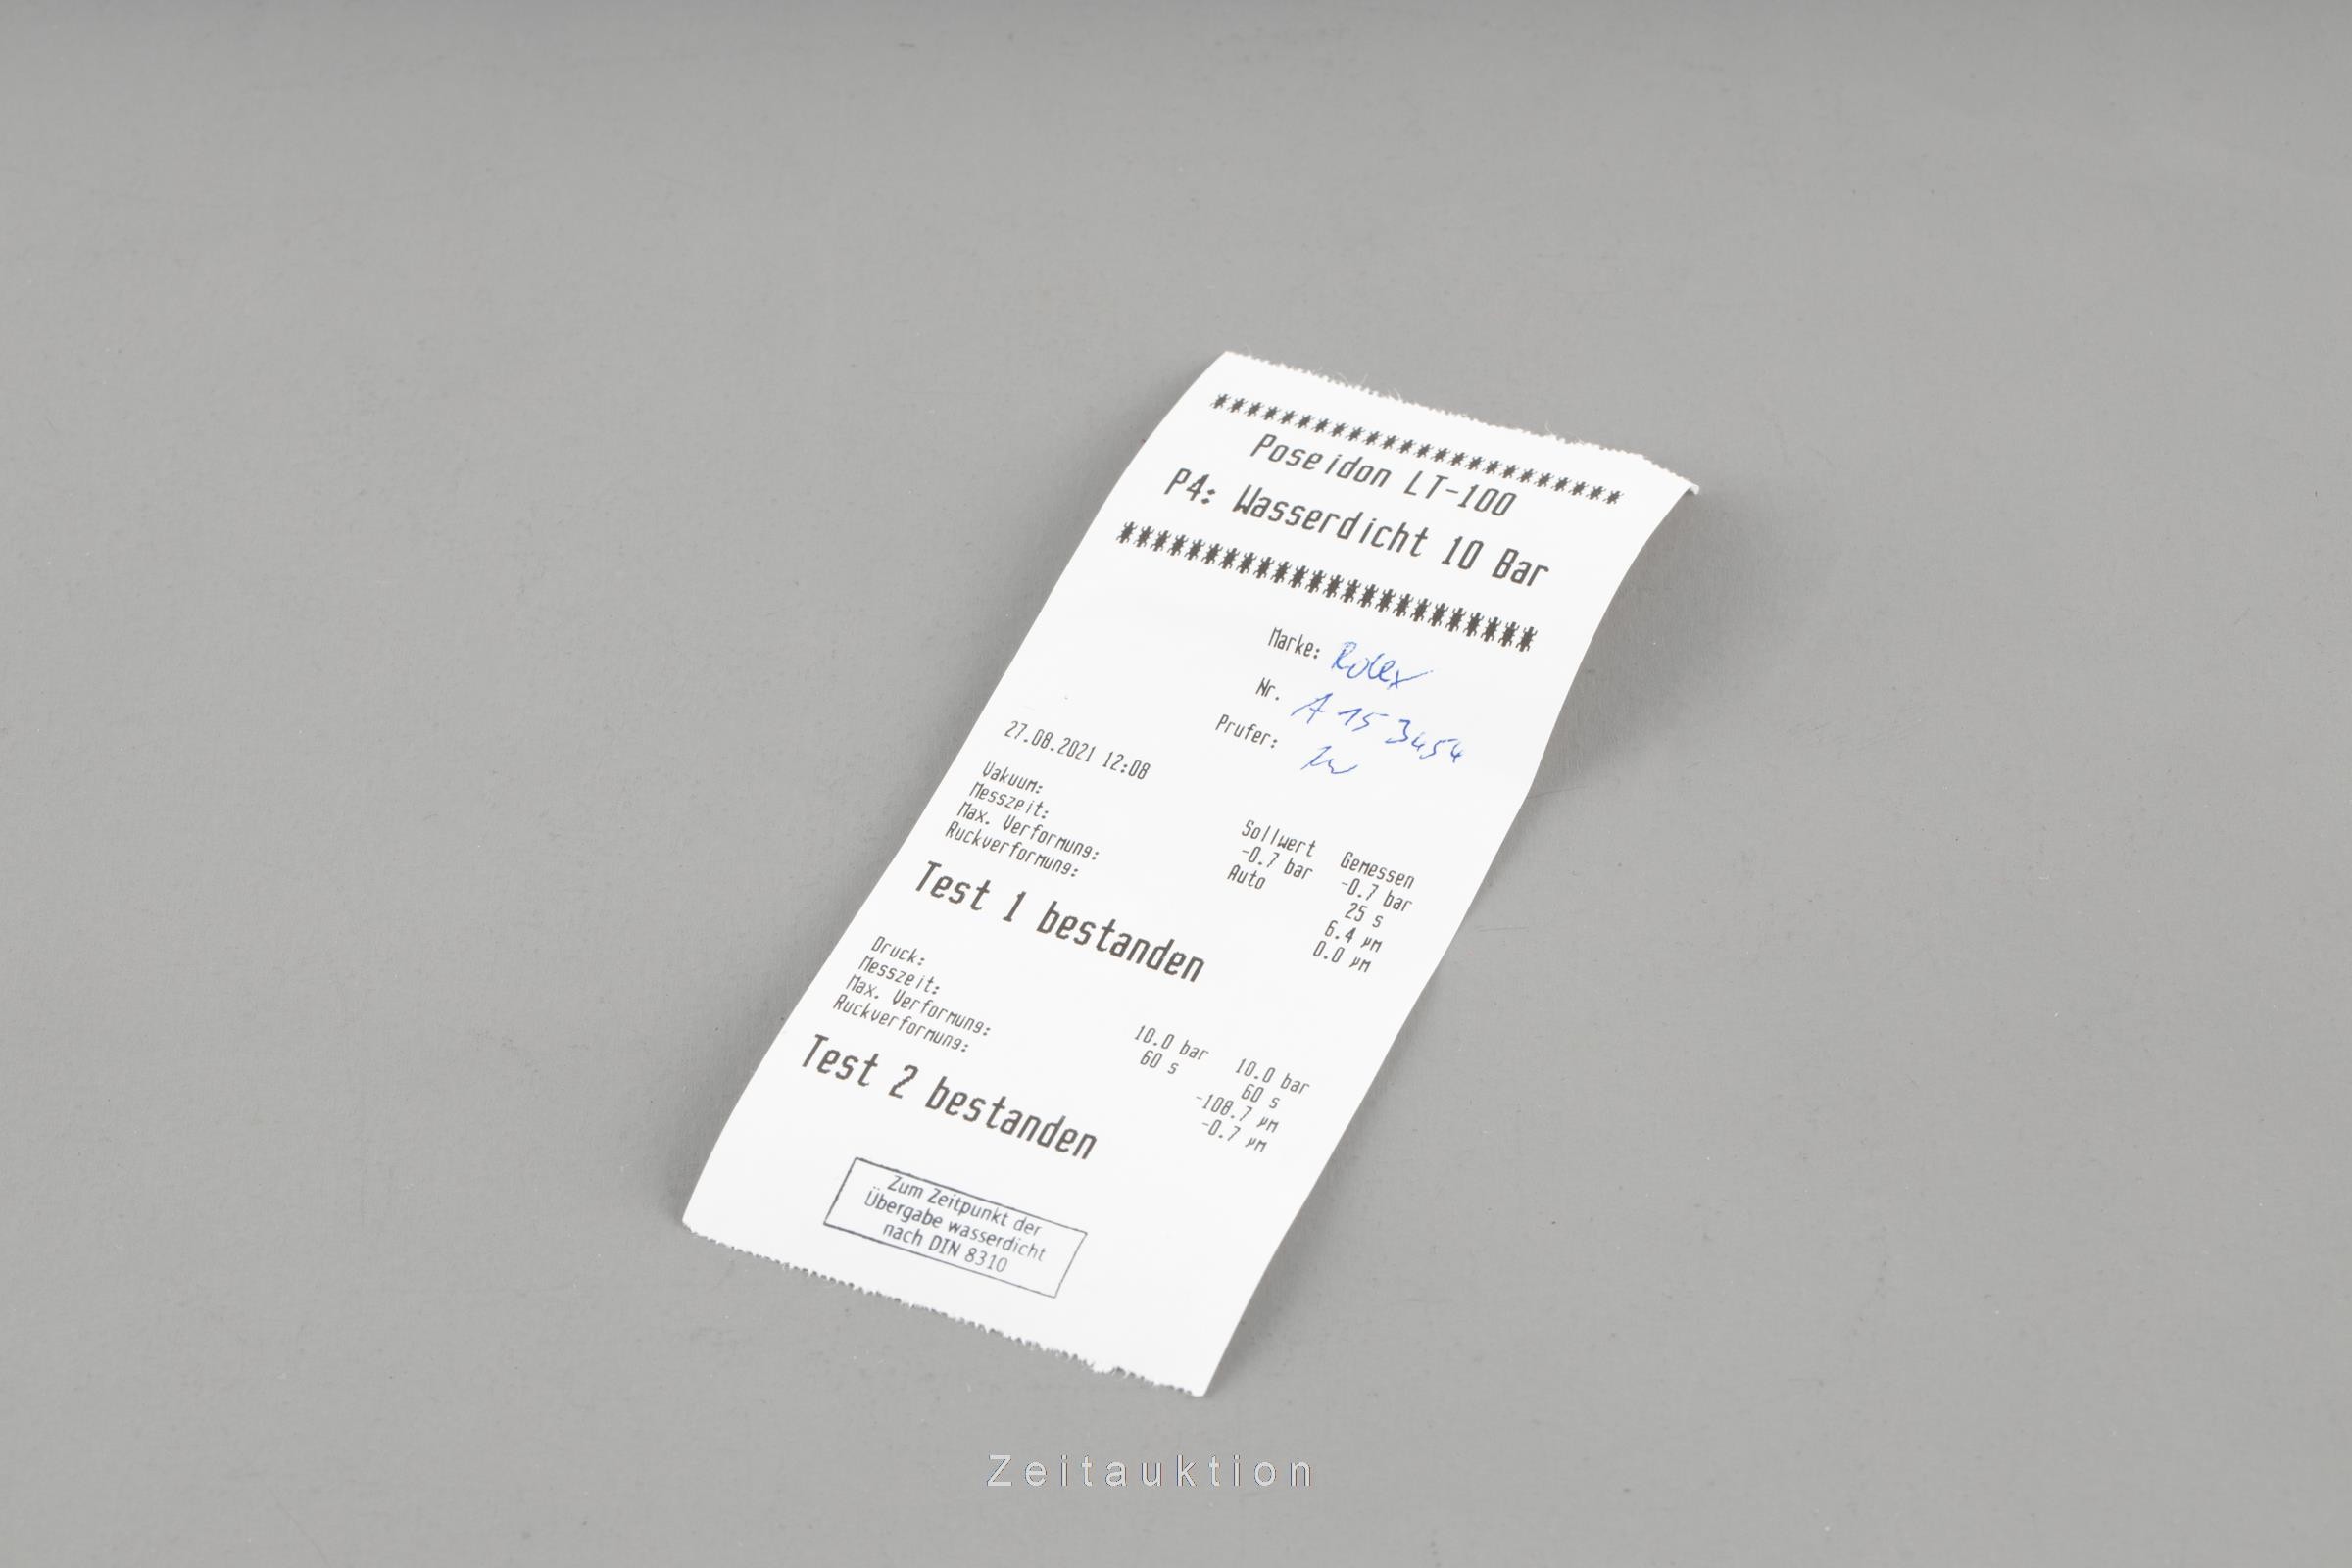 ************************
Poseidon LT-100
P4: Wasserdicht 10 Bar
************************
Marke: Rolex
Nr. A 153454
Prufer:
27.08.2021 12:08
Sollwert Gemessen
Vakuum: -0.7 bar -0.7 bar
Messzeit: Auto 25 s
Max. Verformung: 6.4 µm
Ruckverformung: 0.0 µm
Test 1 bestanden
Druck: 10.0 bar 10.0 bar
Messzeit: 60 s 60 s
Max. Verformung: -108.7 µm
Ruckverformung: -0.7 µm
Test 2 bestanden
Zum Zeitpunkt der
Übergabe wasserdicht
nach DIN 8310
Zeitauktion